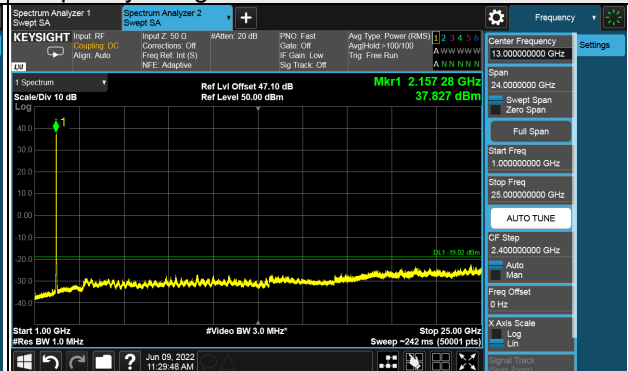 Spectrum Analyzer 1
Swept SA
Spectrum Analyzer 2
Swept SA
Frequency
KEYSIGHT
Input: RF
Coupling: DC
Align: Auto
Input Z: 50 Ω
Corrections: Off
Freq Ref: Int (S)
NFE: Adaptive
#Atten: 20 dB
PNO: Fast
Gate: Off
IF Gain: Low
Sig Track: Off
Avg Type: Power (RMS)
Avg|Hold:>100/100
Trig: Free Run
1 2 3 4 5 6
A W W W W W
A N N N N N
LXI
1 Spectrum
Scale/Div 10 dB
Log
Ref Lvl Offset 47.10 dB
Ref Level 50.00 dBm
Mkr1 2.157 28 GHz
37.827 dBm
1
40.0
30.0
20.0
10.0
0.00
-10.0
-20.0
-30.0
-40.0
DL1 -19.02 dBm
Start 1.00 GHz
#Res BW 1.0 MHz
#Video BW 3.0 MHz*
Stop 25.00 GHz
Sweep ~242 ms (50001 pts)
Jun 09, 2022
11:29:48 AM
Center Frequency
13.000000000 GHz
Settings
Span
24.0000000 GHz
Swept Span
Zero Span
Full Span
Start Freq
1.000000000 GHz
Stop Freq
25.000000000 GHz
AUTO TUNE
CF Step
2.400000000 GHz
Auto
Man
Freq Offset
0 Hz
X Axis Scale
Log
Lin
Signal Track
(Span Zoom)